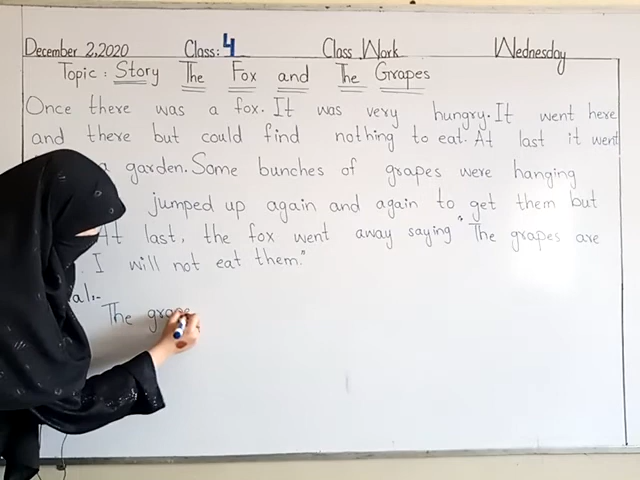 December 2,2020 Class: 4 Class Work Wednesday
Topic : Story The Fox and The Grapes
Once there was a fox. It was very hungry. It went here
and there but could find nothing to eat. At last it went
garden. Some bunches of grapes were hanging
jumped up again and again to get them but
At last, the fox went away saying "The grapes are
I will not eat them."
al:-
The grape